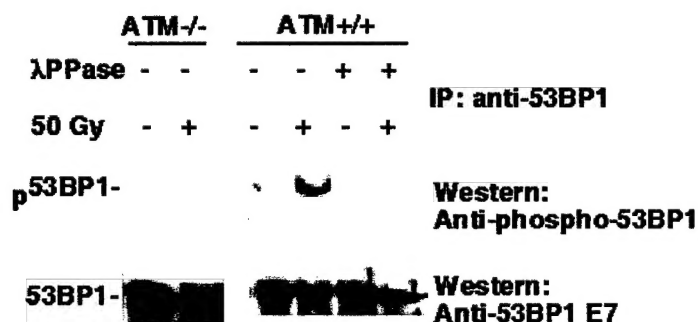 ATM-/- ATM+/+
λPPase - - - - + +
IP: anti-53BP1
50 Gy - + - + - +
p53BP1-
Western:
Anti-phospho-53BP1
53BP1-
Western:
Anti-53BP1 E7